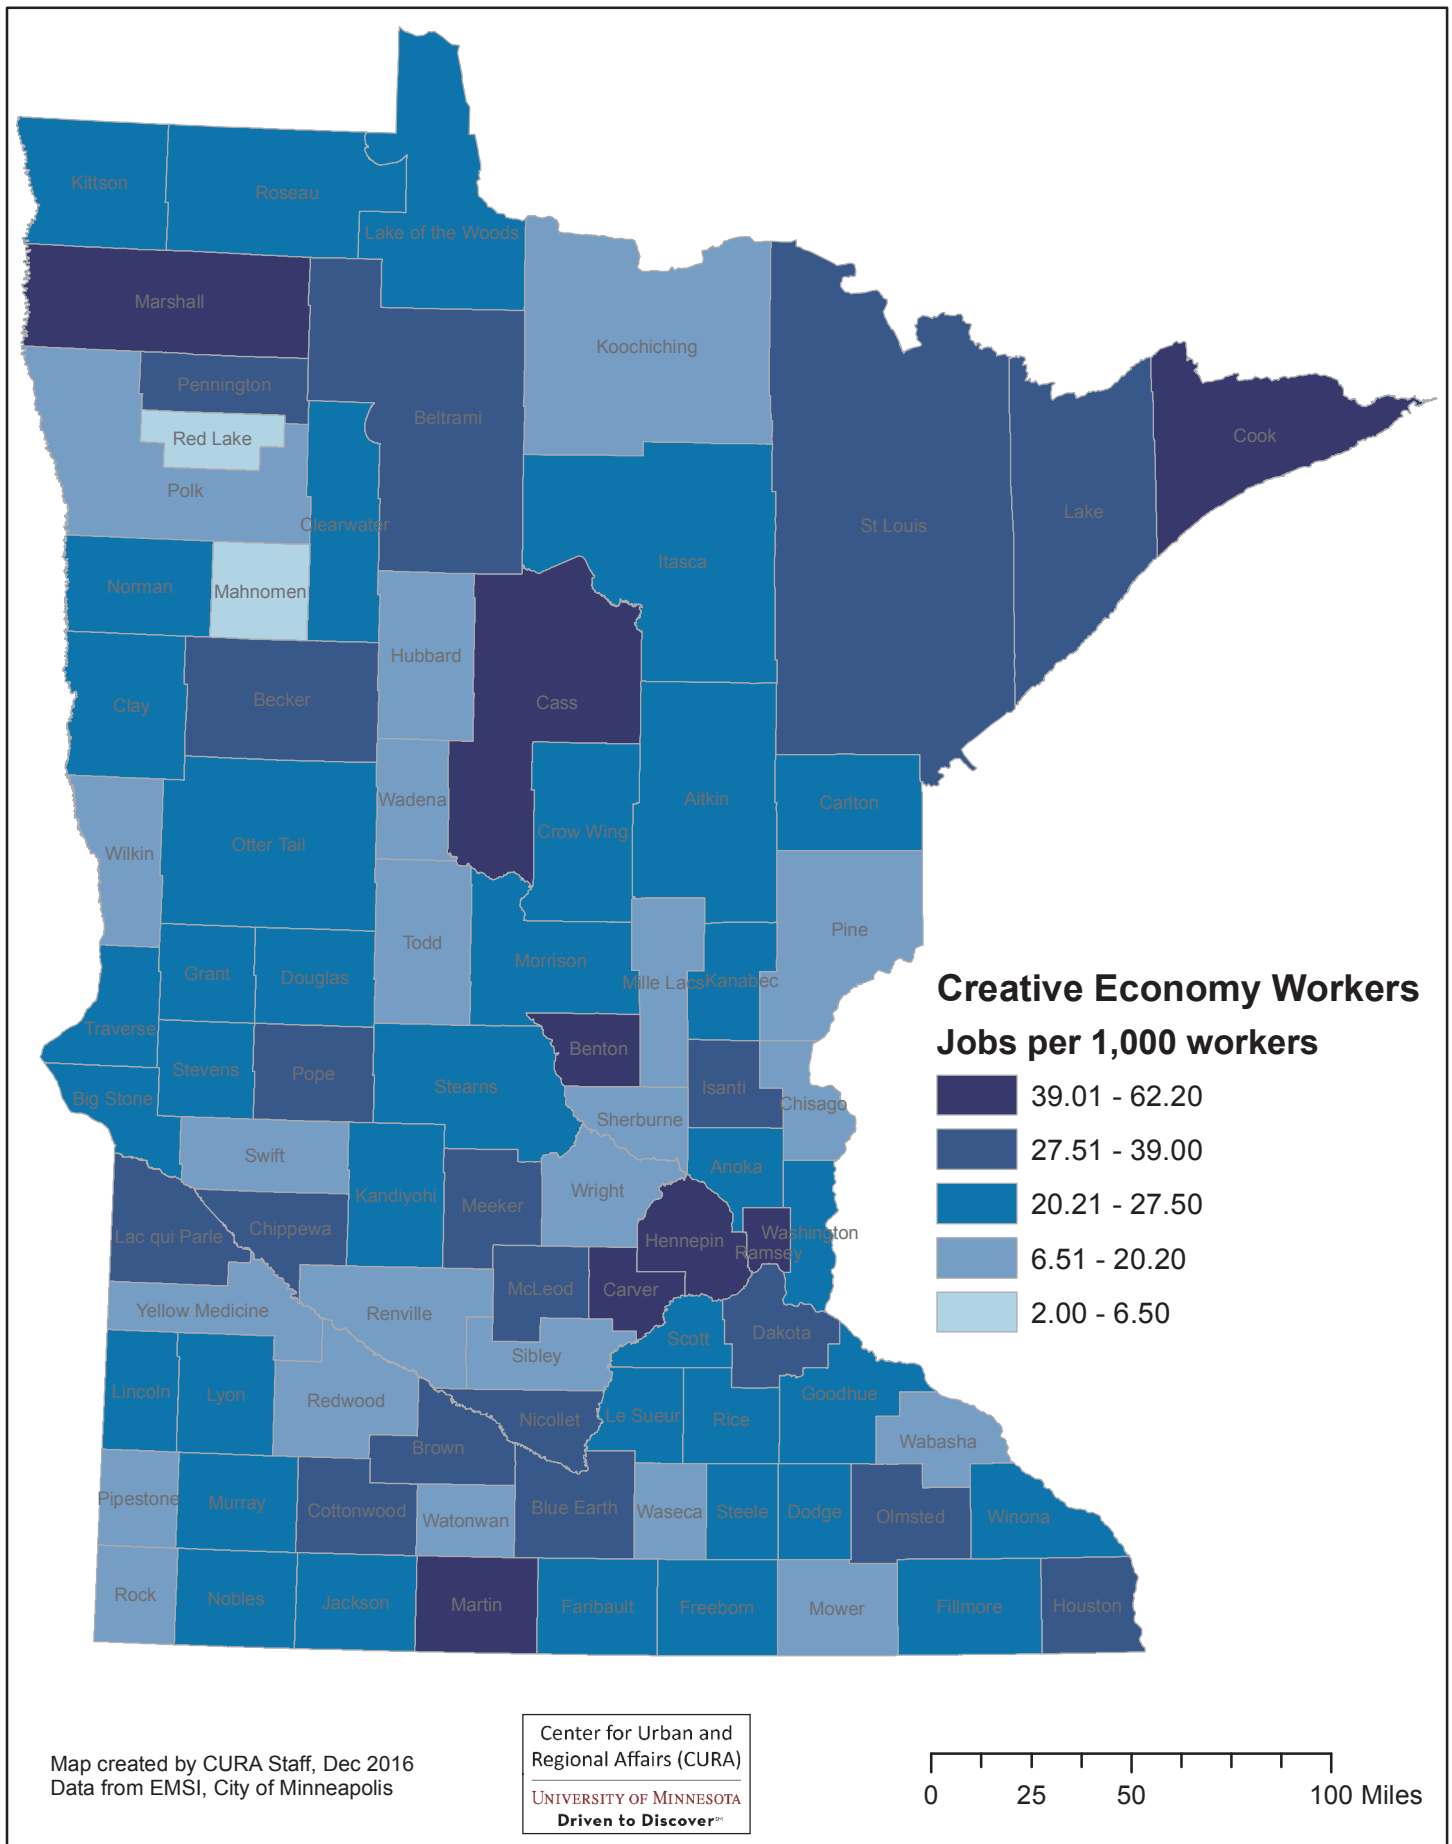 Kittson
Roseau
Lake of the Woods
Marshall
Koochiching
Pennington
Beltrami
Red Lake
Cook
Polk
Lake
Clearwater
St Louis
Itasca
Norman
Mahnomen
Hubbard
Becker
Cass
Clay
Wadena
Aitkin
Carlton
Crow Wing
Otter Tail
Wilkin
Pine
Todd
Morrison
Grant
Douglas
Mille Lacs
Kanabec
Creative Economy Workers
Jobs per 1,000 workers
39.01 - 62.20
27.51 - 39.00
20.21 - 27.50
6.51 - 20.20
2.00 - 6.50
Traverse
Benton
Stevens
Pope
Stearns
Isanti
Big Stone
Chisago
Sherburne
Swift
Anoka
Kandiyohi
Wright
Meeker
Chippewa
Lac qui Parle
Washington
Hennepin
Ramsey
McLeod
Carver
Yellow Medicine
Renville
Dakota
Scott
Sibley
Lincoln
Lyon
Redwood
Goodhue
Nicollet
Le Sueur
Rice
Brown
Wabasha
Pipestone
Murray
Cottonwood
Blue Earth
Waseca
Steele
Dodge
Olmsted
Winona
Watonwan
Rock
Nobles
Jackson
Martin
Faribault
Freeborn
Mower
Fillmore
Houston
Map created by CURA Staff, Dec 2016
Data from EMSI, City of Minneapolis
Center for Urban and
Regional Affairs (CURA)
UNIVERSITY OF MINNESOTA
Driven to Discover℠
0 25 50 100 Miles